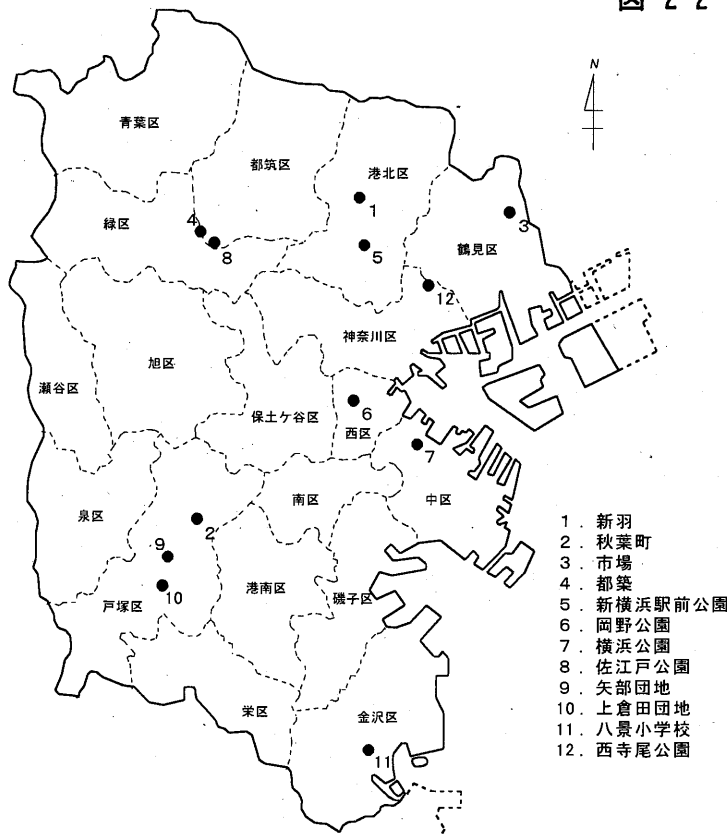 図 22
N
青葉区
都筑区
港北区
1
緑区
4
8
5
鶴見区
3
12
神奈川区
旭区
瀬谷区
保土ケ谷区
6
西区
7
中区
泉区
南区
2
9
10
戸塚区
港南区
磯子区
栄区
金沢区
11
1. 新羽
2. 秋葉町
3. 市場
4. 都築
5. 新横浜駅前公園
6. 岡野公園
7. 横浜公園
8. 佐江戸公園
9. 矢部団地
10. 上倉田団地
11. 八景小学校
12. 西寺尾公園